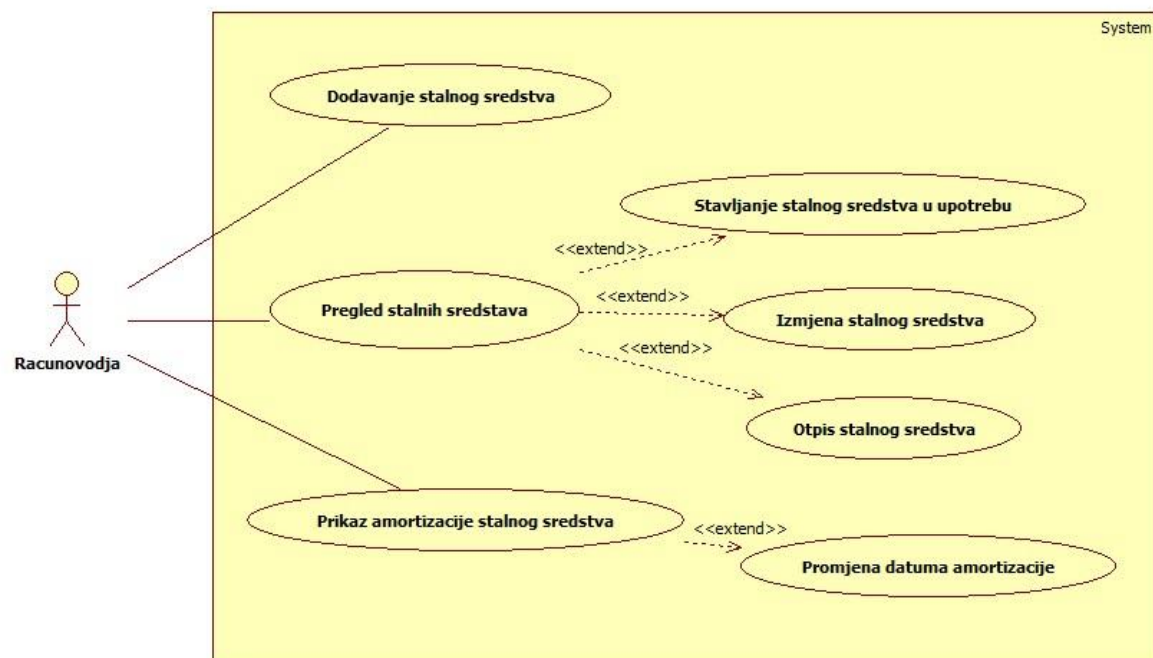 System
Dodavanje stalnog sredstva
Stavljanje stalnog sredstva u upotrebu
<<extend>>
Racunovodja
Pregled stalnih sredstava
<<extend>>
Izmjena stalnog sredstva
<<extend>>
Otpis stalnog sredstva
Prikaz amortizacije stalnog sredstva
<<extend>>
Promjena datuma amortizacije